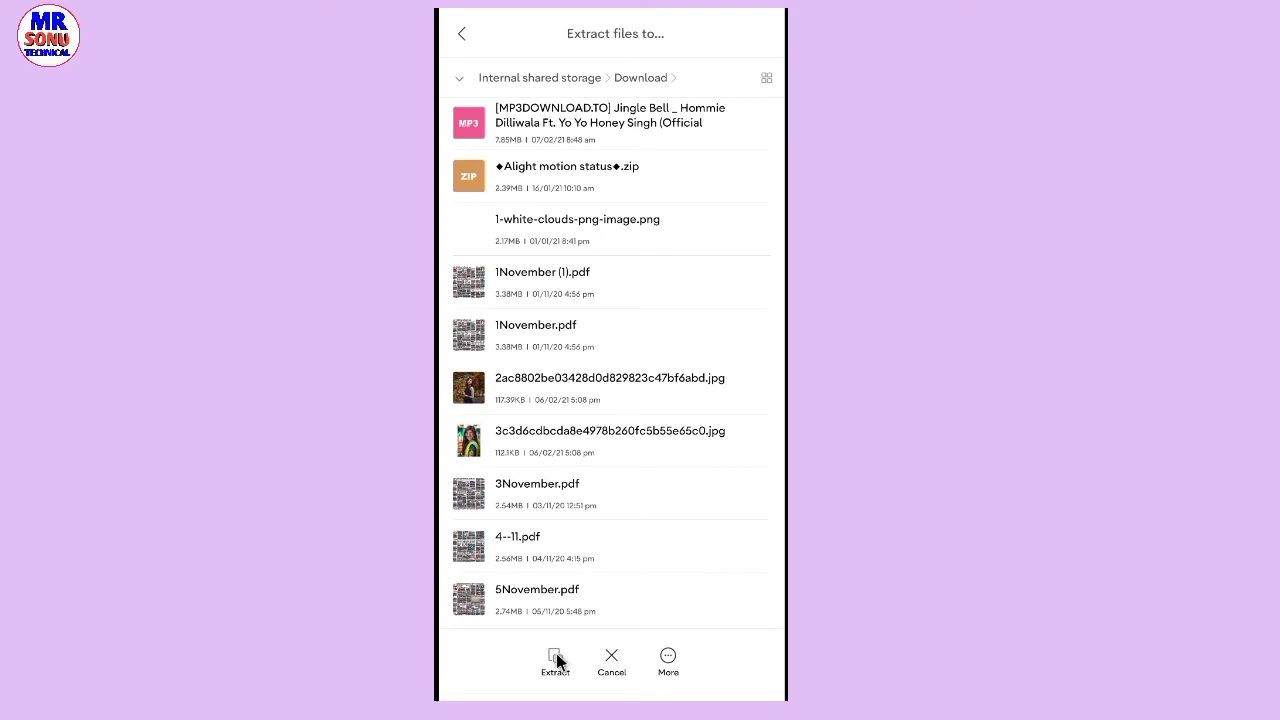 MR
SONU
TECHNICAL
Extract files to...
Internal shared storage > Download >
MP3
[MP3DOWNLOAD.TO] Jingle Bell _ Hommie
Dilliwala Ft. Yo Yo Honey Singh (Official
7.85MB | 07/02/21 8:48 am
ZIP
◆Alight motion status◆.zip
2.39MB | 16/01/21 10:10 am
1-white-clouds-png-image.png
2.17MB | 01/01/21 8:41 pm
1November (1).pdf
3.38MB | 01/11/20 4:56 pm
1November.pdf
3.38MB | 01/11/20 4:56 pm
2ac8802be03428d0d829823c47bf6abd.jpg
117.39KB | 06/02/21 5:08 pm
3c3d6cdbcda8e4978b260fc5b55e65c0.jpg
112.1KB | 06/02/21 5:08 pm
3November.pdf
2.64MB | 03/11/20 12:51 pm
4--11.pdf
2.56MB | 04/11/20 4:15 pm
5November.pdf
2.74MB | 05/11/20 5:48 pm
Extract Cancel More